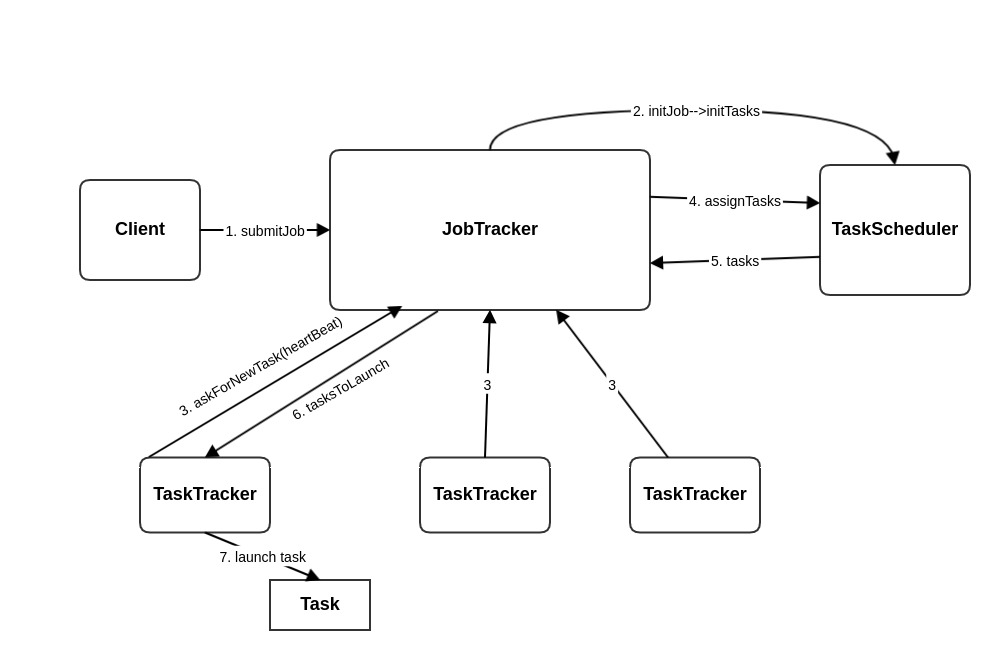 2. initJob-->initTasks
Client
1. submitJob
JobTracker
4. assignTasks
TaskScheduler
5. tasks
3. askForNewTask(heartBeat)
6. tasksToLaunch
3
3
TaskTracker
TaskTracker
TaskTracker
7. launch task
Task